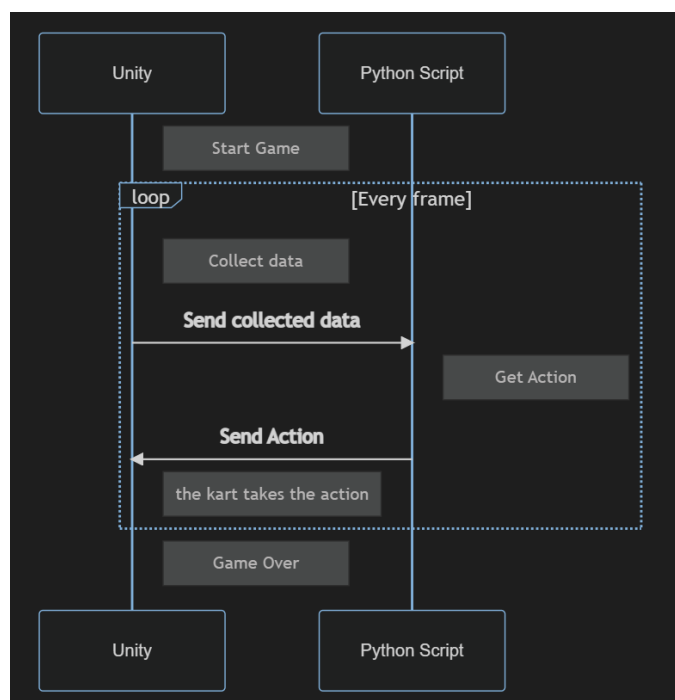 Unity
Python Script
Start Game
loop
[Every frame]
Collect data
Send collected data
Get Action
Send Action
the kart takes the action
Game Over
Unity
Python Script